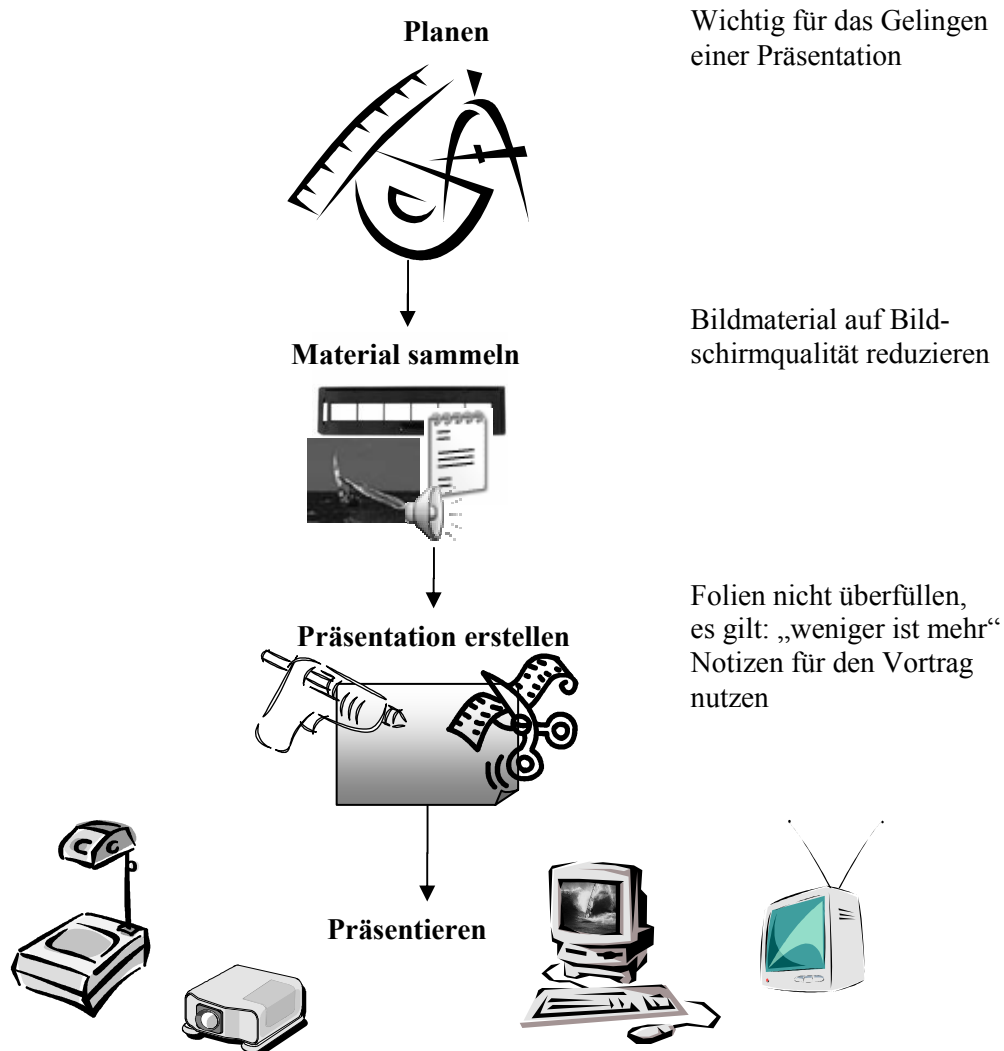 Planen
Wichtig für das Gelingen
einer Präsentation
Material sammeln
Bildmaterial auf Bild-
schirmqualität reduzieren
Präsentation erstellen
Folien nicht überfüllen,
es gilt: „weniger ist mehr“
Notizen für den Vortrag
nutzen
Präsentieren